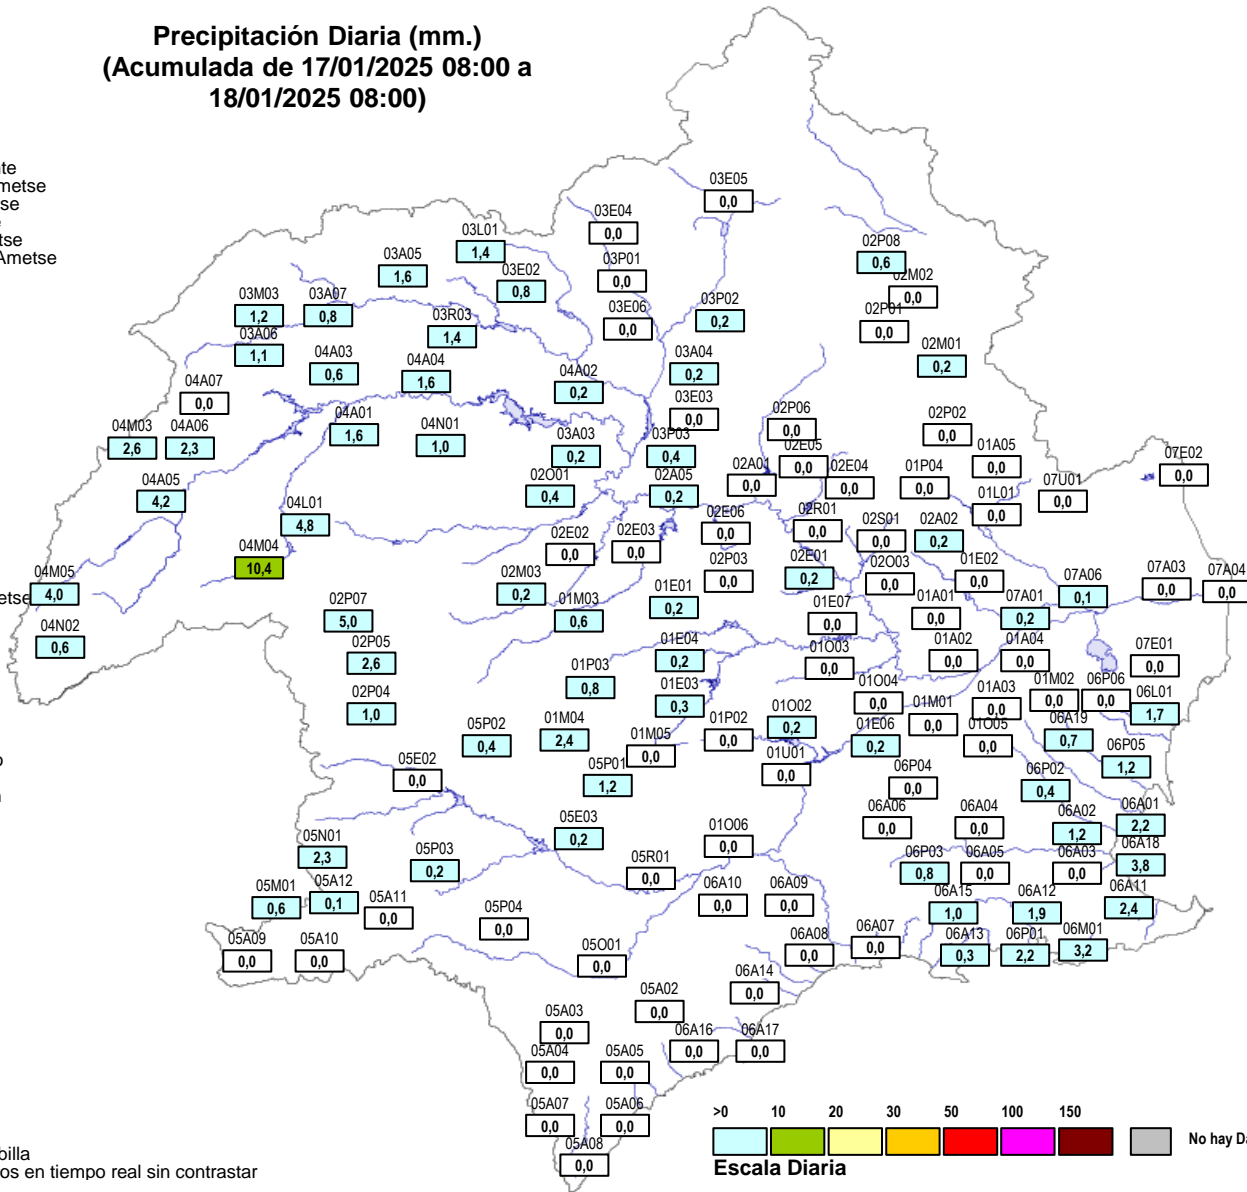 Precipitación Diaria (mm.)
(Acumulada de 17/01/2025 08:00 a
18/01/2025 08:00)
03E05
0,0
03E04
0,0
03L01
1,4
03A05
1,6
03P01
0,0
03E02
0,8
02P08
0,6
02M02
0,0
03M03
1,2
03A07
0,8
03E06
0,0
03P02
0,2
02P01
0,0
03R03
1,4
03A06
1,1
04A03
0,6
04A04
1,6
04A02
0,2
03A04
0,2
02M01
0,2
04A07
0,0
03E03
0,0
04M03
2,6
04A06
2,3
04A01
1,6
04N01
1,0
03A03
0,2
03P03
0,4
02P06
0,0
02P02
0,0
02E05
0,0
01A05
0,0
07E02
0,0
04A05
4,2
02O01
0,4
02A05
0,2
02A01
0,0
02E04
0,0
01P04
0,0
07U01
0,0
01L01
0,0
04L01
4,8
02E06
0,0
02R01
0,0
02S01
0,0
02A02
0,2
02E02
0,0
02E03
0,0
04M04
10,4
02P03
0,0
02E01
0,2
02O03
0,0
01E02
0,0
07A03
0,0
07A04
0,0
04M05
4,0
02M03
0,2
01E01
0,2
07A06
0,1
02P07
5,0
01M03
0,6
01E07
0,0
01A01
0,0
07A01
0,2
04N02
0,6
02P05
2,6
01E04
0,2
01O03
0,0
01A02
0,0
01A04
0,0
07E01
0,0
01P03
0,8
01E03
0,3
01O04
0,0
01A03
0,0
01M02
0,0
06P06
0,0
06L01
1,7
02P04
1,0
01M01
0,0
05P02
0,4
01M04
2,4
01M05
0,0
01P02
0,0
01O02
0,2
01E06
0,2
01O05
0,0
06A19
0,7
05E02
0,0
05P01
1,2
01U01
0,0
06P04
0,0
06P02
0,4
06P05
1,2
05E03
0,2
01O06
0,0
06A06
0,0
06A04
0,0
06A02
1,2
06A01
2,2
05N01
2,3
05P03
0,2
05R01
0,0
06P03
0,8
06A05
0,0
06A03
0,0
06A18
3,8
05M01
0,6
05A12
0,1
05A11
0,0
06A10
0,0
06A09
0,0
06A15
1,0
06A12
1,9
06A11
2,4
05P04
0,0
05A09
0,0
05A10
0,0
05O01
0,0
06A08
0,0
06A07
0,0
06A13
0,3
06P01
2,2
06M01
3,2
06A14
0,0
05A02
0,0
05A03
0,0
06A16
0,0
06A17
0,0
05A04
0,0
05A05
0,0
05A07
0,0
05A06
0,0
05A08
0,0
>0 10 20 30 50 100 150
No hay
Escala Diaria
en tiempo real sin contrastar